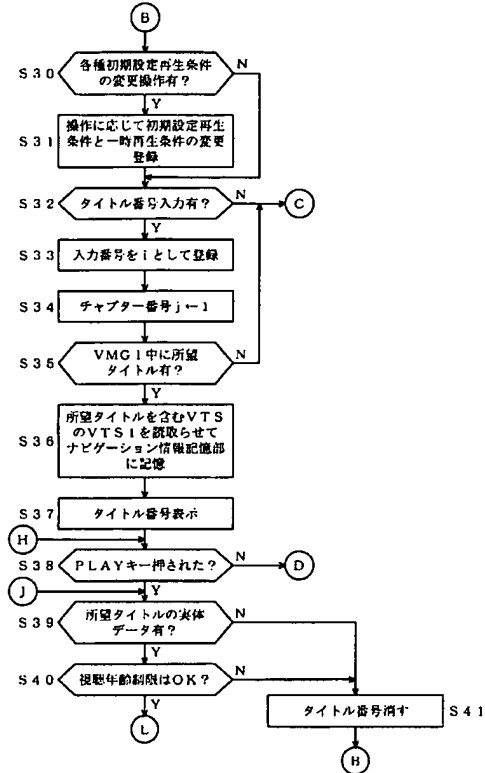 B
S30
各種初期設定再生条件
の変更操作有?
N
Y
S31
操作に応じて初期設定再生
条件と一時再生条件の変更
登録
S32
タイトル番号入力有?
N
C
Y
S33
入力番号をiとして登録
S34
チャプター番号j←1
S35
VMGI中に所望
タイトル有?
N
Y
S36
所望タイトルを含むVTS
のVTSIを読取らせて
ナビゲーション情報記憶部
に記憶
S37
タイトル番号表示
H
S38
PLAYキー押された?
N
D
J
Y
S39
所望タイトルの実体
データ有?
N
Y
S40
視聴年齢制限はOK?
N
Y
L
タイトル番号消す
S41
B